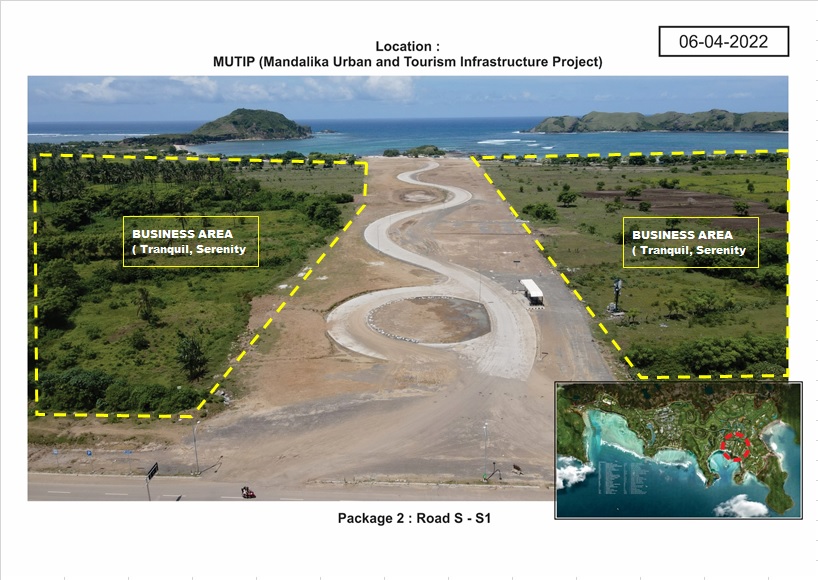 06-04-2022
Location :
MUTIP (Mandalika Urban and Tourism Infrastructure Project)
BUSINESS AREA
( Tranquil, Serenity
BUSINESS AREA
( Tranquil, Serenity
Package 2 : Road S - S1